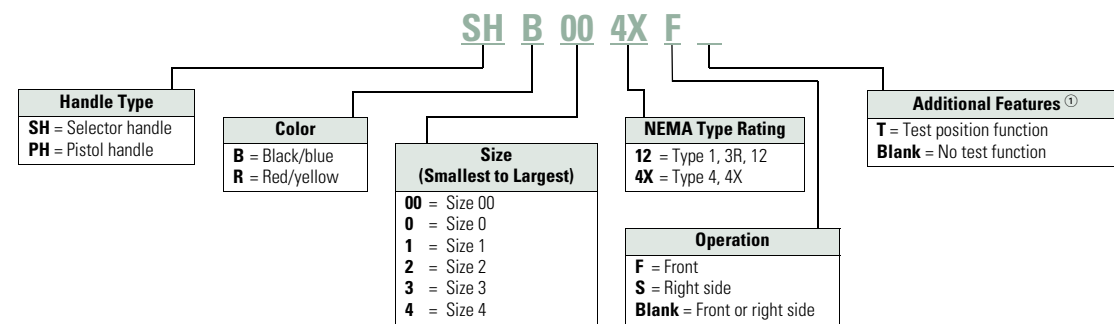 SH B 00 4X F
Handle Type
SH = Selector handle
PH = Pistol handle
Color
B = Black/blue
R = Red/yellow
Size
(Smallest to Largest)
00 = Size 00
0 = Size 0
1 = Size 1
2 = Size 2
3 = Size 3
4 = Size 4
NEMA Type Rating
12 = Type 1, 3R, 12
4X = Type 4, 4X
Operation
F = Front
S = Right side
Blank = Front or right side
Additional Features ①
T = Test position function
Blank = No test function